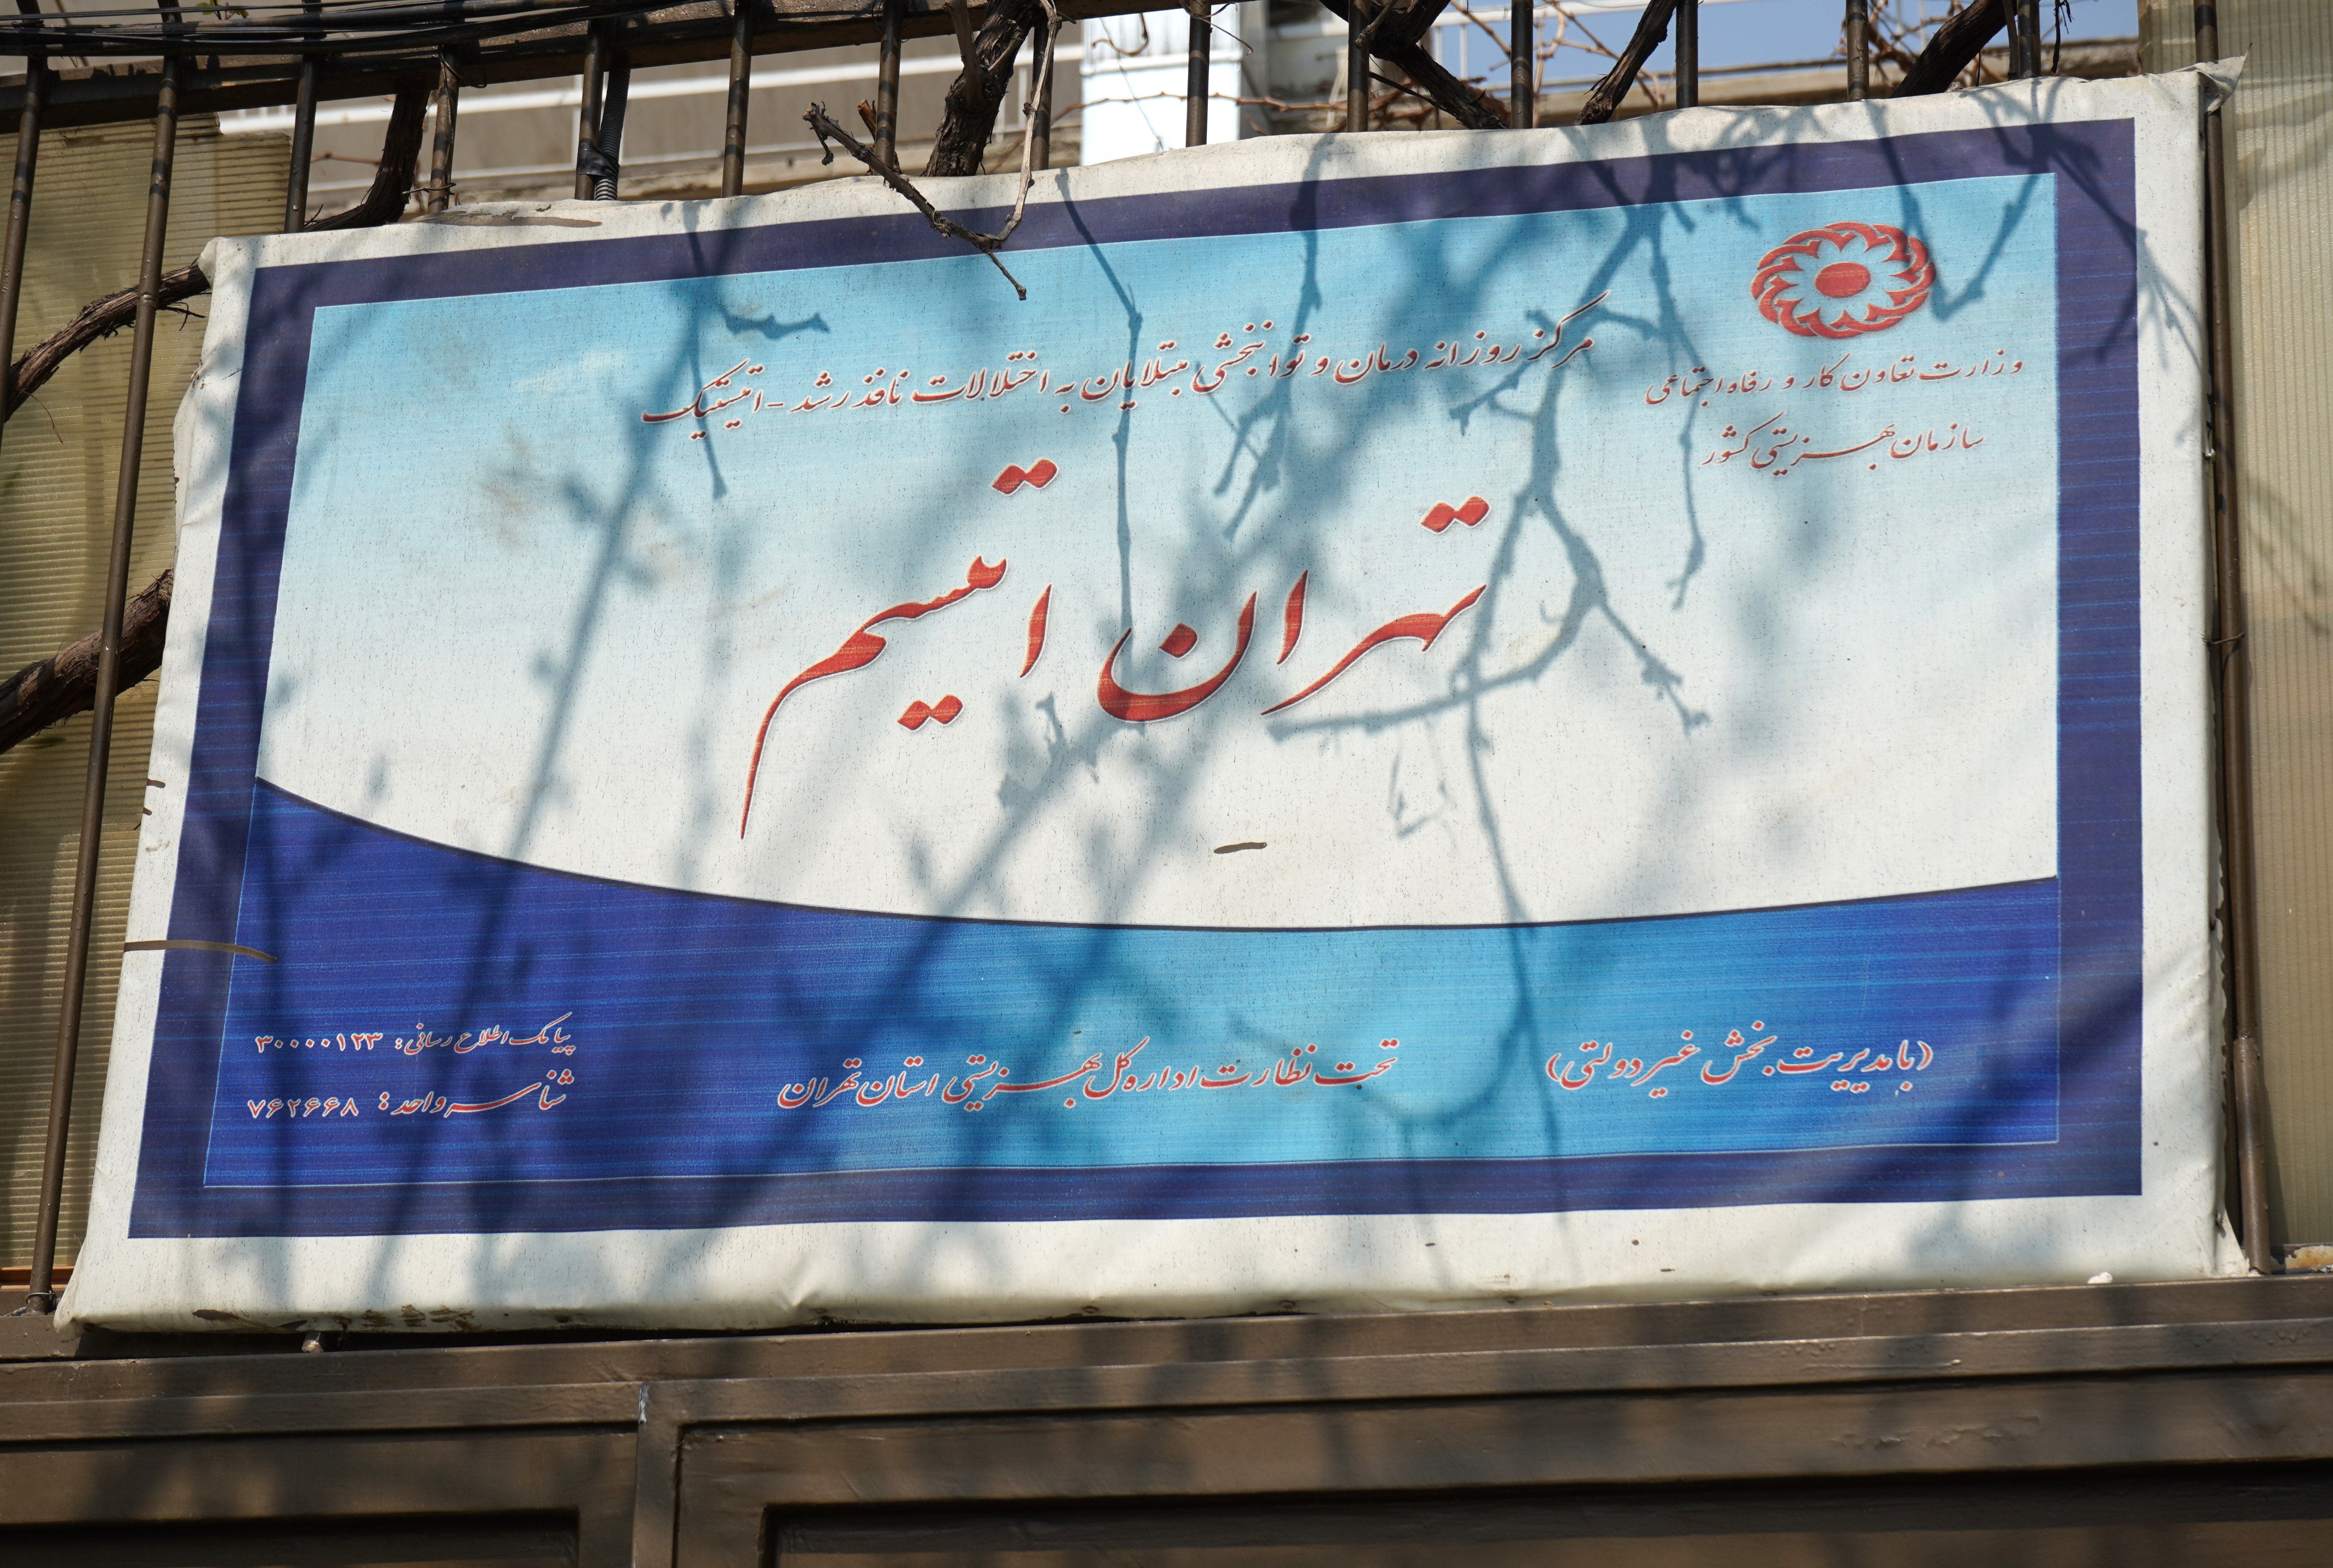 وزارت تعاون کار و رفاه اجتماعی
سازمان بهزیستی کشور
مرکز روزانه درمان و توانبخشی مبتلایان به اختلالات نافذ رشد - اتیستیک
تهران اتیسم
(با مدیریت بخش غیر دولتی)
تحت نظارت اداره کل بهزیستی استان تهران
پیامک اطلاع رسانی: ۳۰۰۰۰۱۲۳
شناسه واحد: ۷۶۲۶۶۸